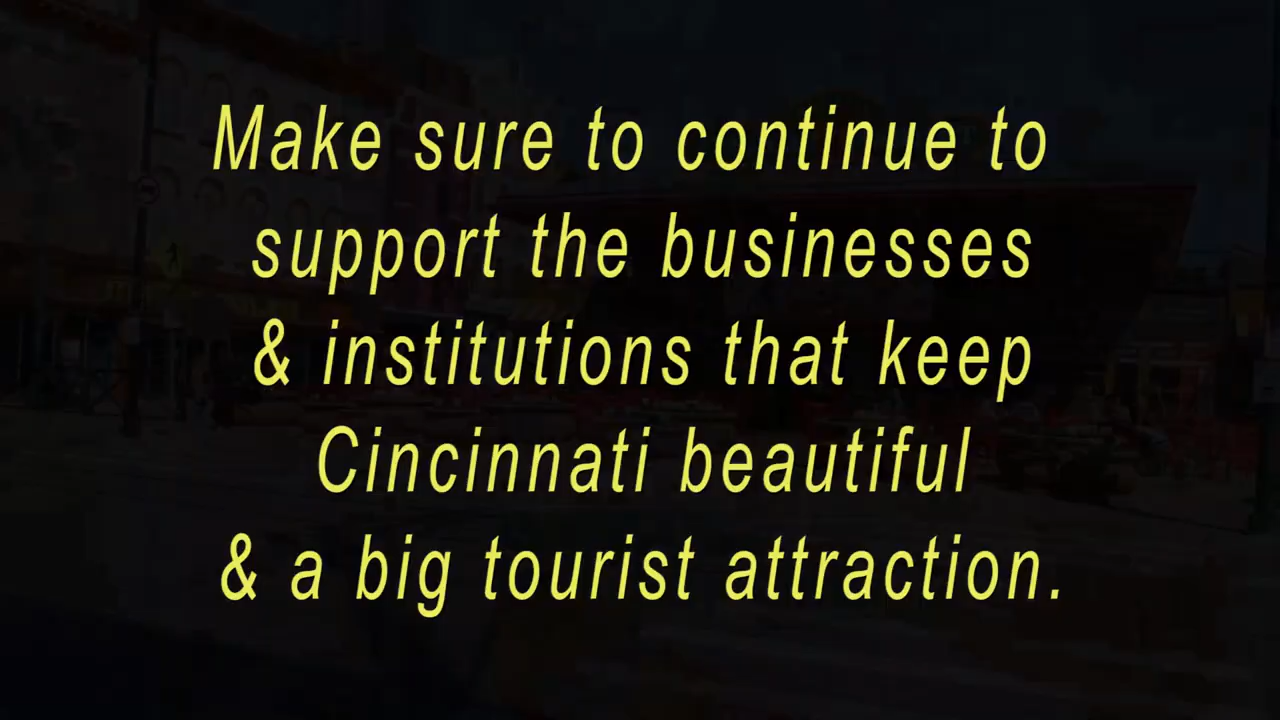 Make sure to continue to
support the businesses
& institutions that keep
Cincinnati beautiful
& a big tourist attraction.